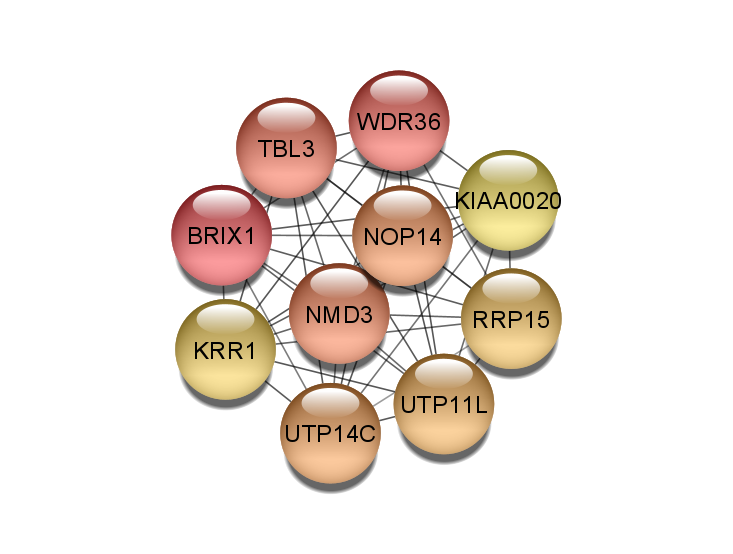 WDR36
TBL3
KIAA0020
BRIX1
NOP14
NMD3
RRP15
KRR1
UTP11L
UTP14C